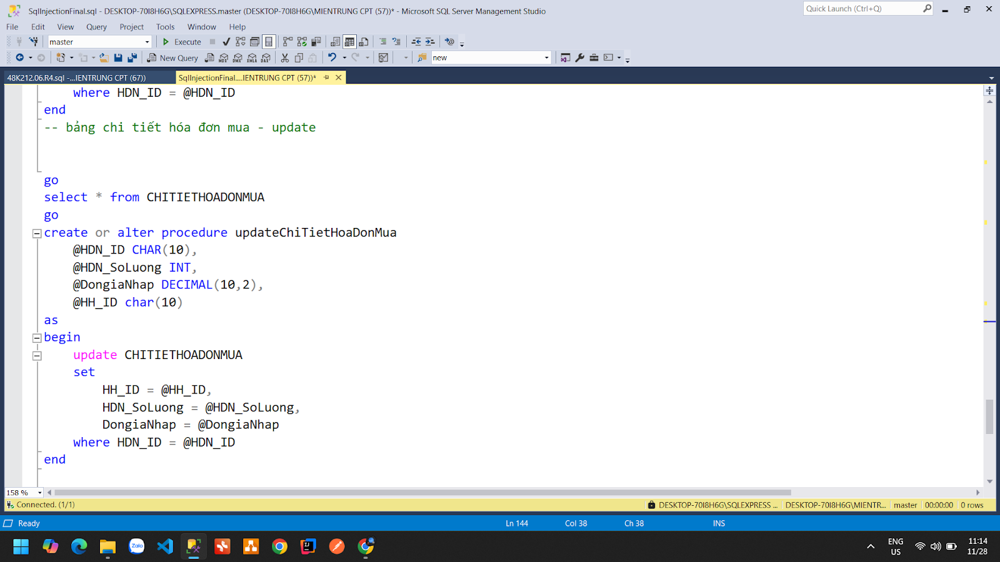 SqlInjectionFinal.sql - DESKTOP-70I8H6G\SQLEXPRESS.master (DESKTOP-70I8H6G\MIENTRUNG CPT (57))* - Microsoft SQL Server Management Studio
Quick Launch (Ctrl+Q)
File Edit View Query Project Tools Window Help
master
Execute
New Query
MDX
DMX
XMLA
DAX
new
48K212.06.R4.sql -...IENTRUNG CPT (67))
SqlInjectionFinal....IENTRUNG CPT (57))*
where HDN_ID = @HDN_ID
end
-- bảng chi tiết hóa đơn mua - update
go
select * from CHITIETHOADONMUA
go
create or alter procedure updateChiTietHoaDonMua
@HDN_ID CHAR(10),
@HDN_SoLuong INT,
@DongiaNhap DECIMAL(10,2),
@HH_ID char(10)
as
begin
update CHITIETHOADONMUA
set
HH_ID = @HH_ID,
HDN_SoLuong = @HDN_SoLuong,
DongiaNhap = @DongiaNhap
where HDN_ID = @HDN_ID
end
158 %
Connected. (1/1)
DESKTOP-70I8H6G\SQLEXPRESS ...
DESKTOP-70I8H6G\MIENTR...
master
00:00:00
0 rows
Ready
Ln 144
Col 38
Ch 38
INS
Zalo
IJ
ENG
US
11:14
11/28